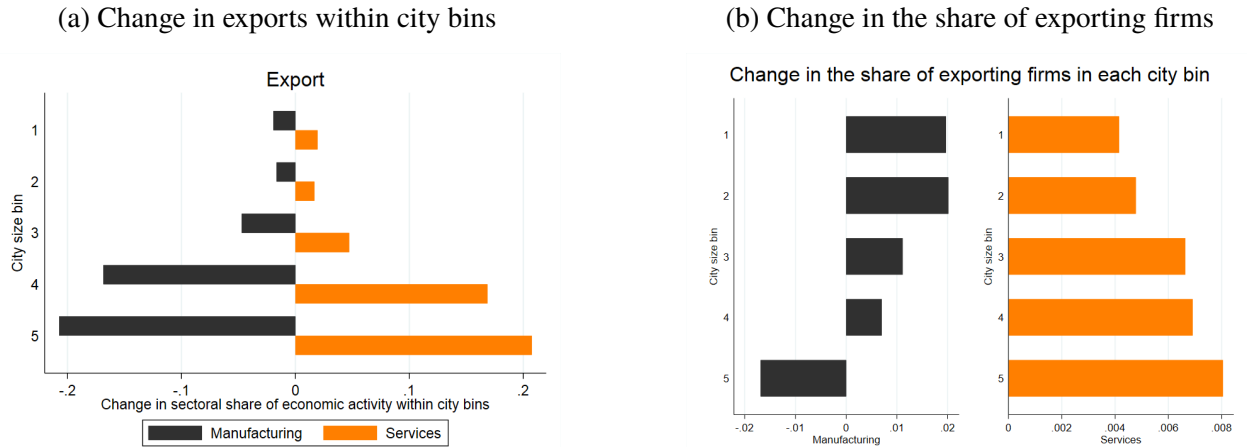 (a) Change in exports within city bins
Export
City size bin
1
2
3
4
5
-.2 -.1 0 .1 .2
Change in sectoral share of economic activity within city bins
Manufacturing Services
(b) Change in the share of exporting firms
Change in the share of exporting firms in each city bin
City size bin
1
2
3
4
5
-.02 -.01 0 .01 .02
Manufacturing
City size bin
1
2
3
4
5
0 .002 .004 .006 .008
Services